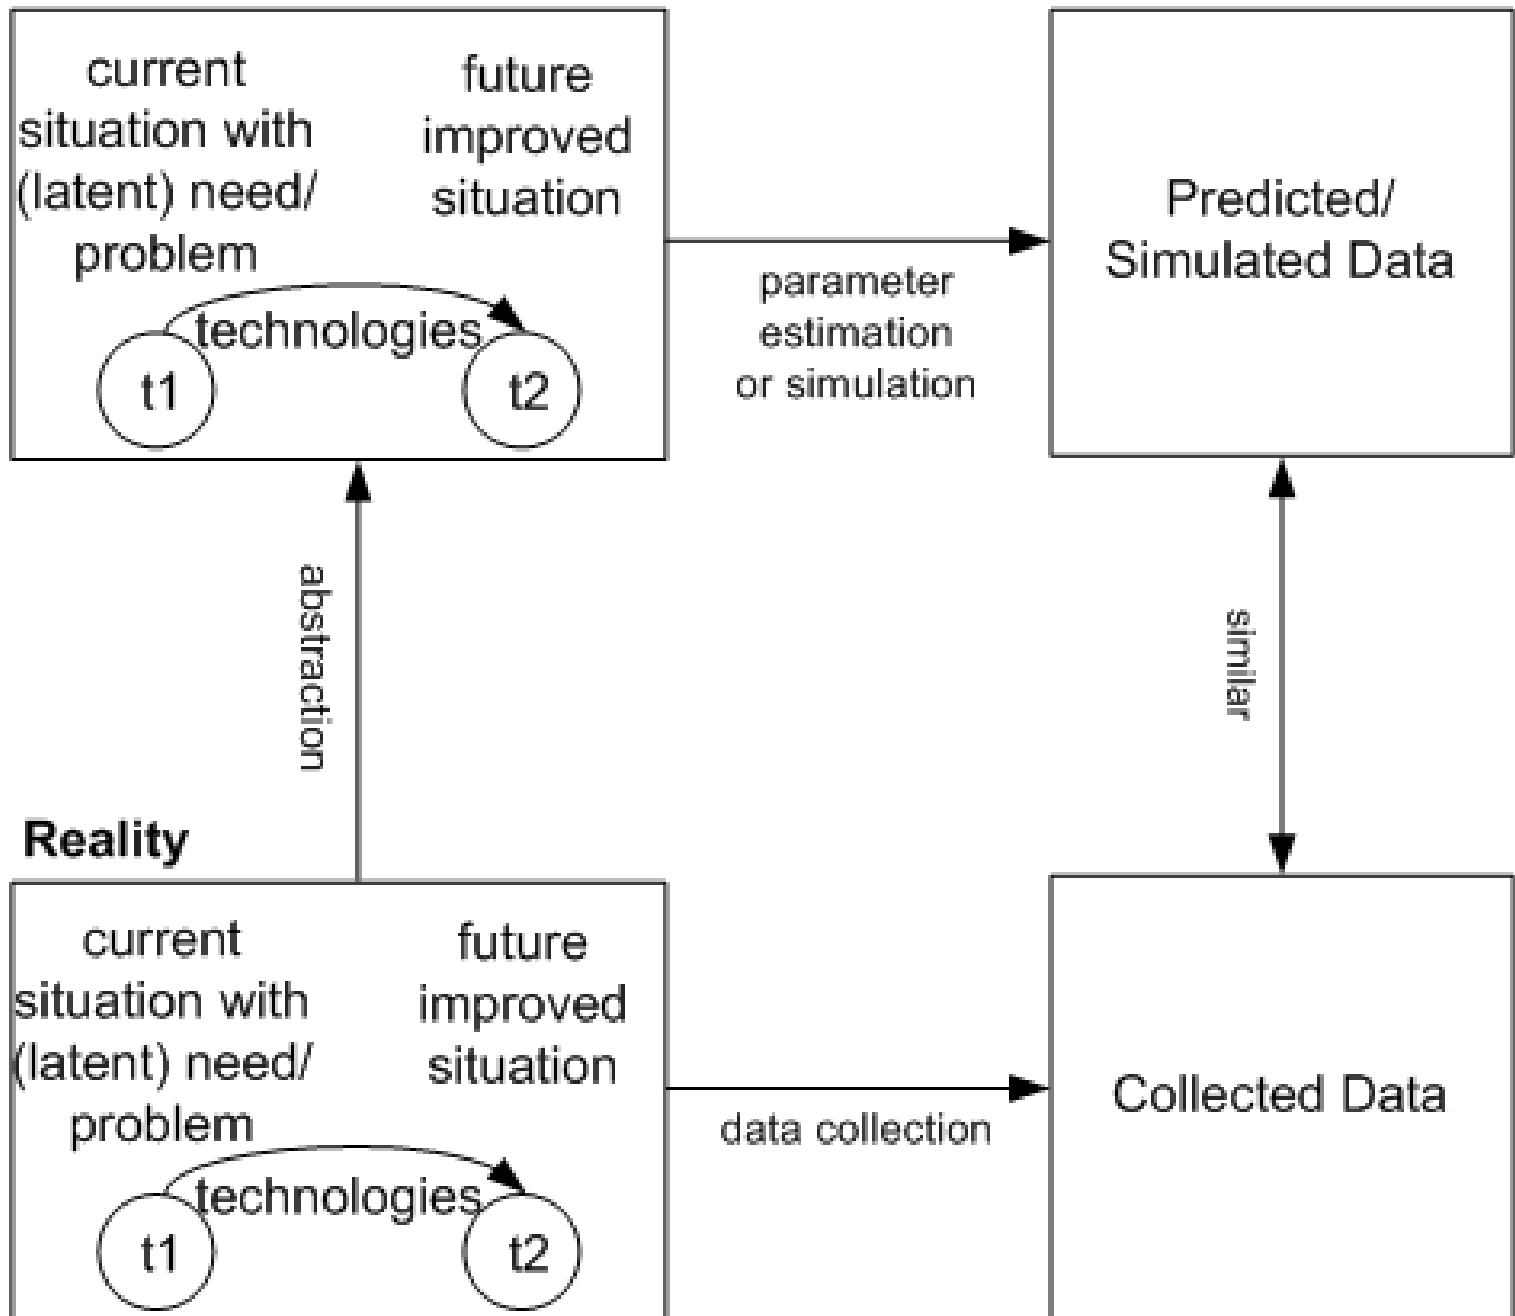 current
situation with
(latent) need/
problem
future
improved
situation
technologies
t1
t2
parameter
estimation
or simulation
Predicted/
Simulated Data
abstraction
similar
Reality
current
situation with
(latent) need/
problem
future
improved
situation
technologies
t1
t2
data collection
Collected Data